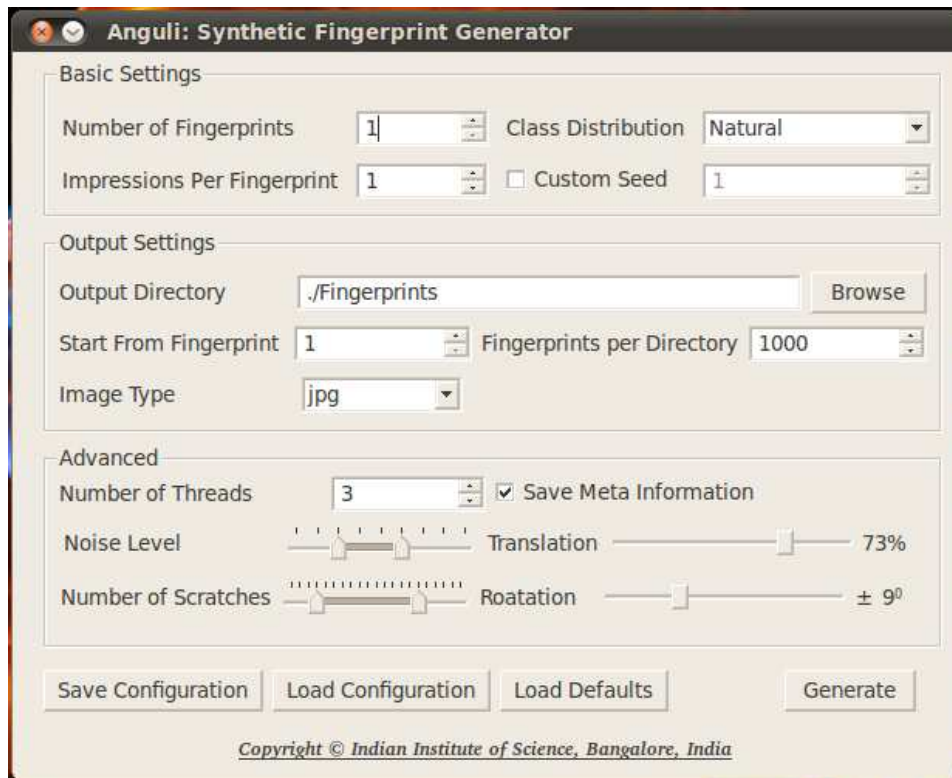 Anguli: Synthetic Fingerprint Generator
Basic Settings
Number of Fingerprints 1 Class Distribution Natural
Impressions Per Fingerprint 1 Custom Seed 1
Output Settings
Output Directory ./Fingerprints Browse
Start From Fingerprint 1 Fingerprints per Directory 1000
Image Type jpg
Advanced
Number of Threads 3 Save Meta Information
Noise Level Translation 73%
Number of Scratches Roatation ± 9⁰
Save Configuration Load Configuration Load Defaults Generate
Copyright © Indian Institute of Science, Bangalore, India